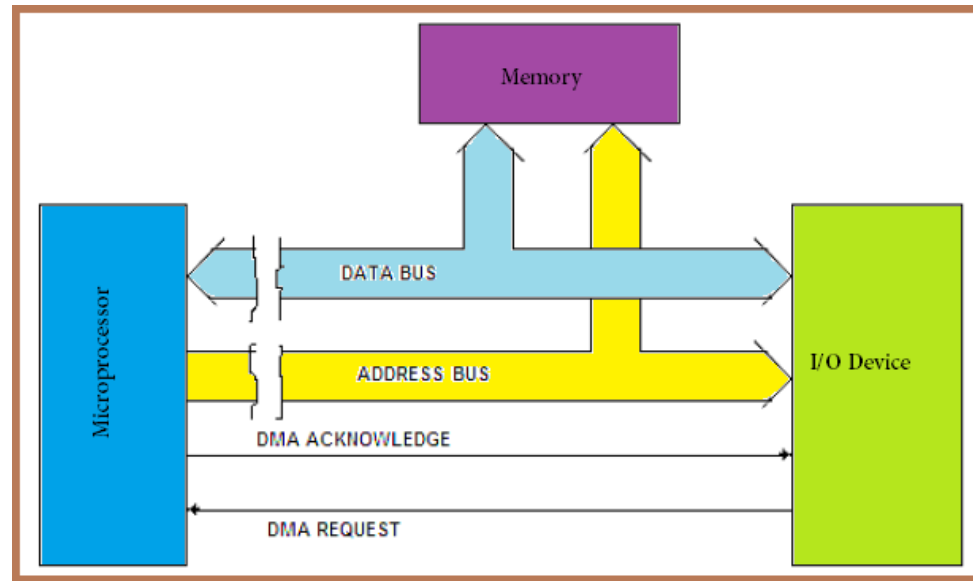 Memory
DATA BUS
Microprocessor
I/O Device
ADDRESS BUS
DMA ACKNOWLEDGE
DMA REQUEST